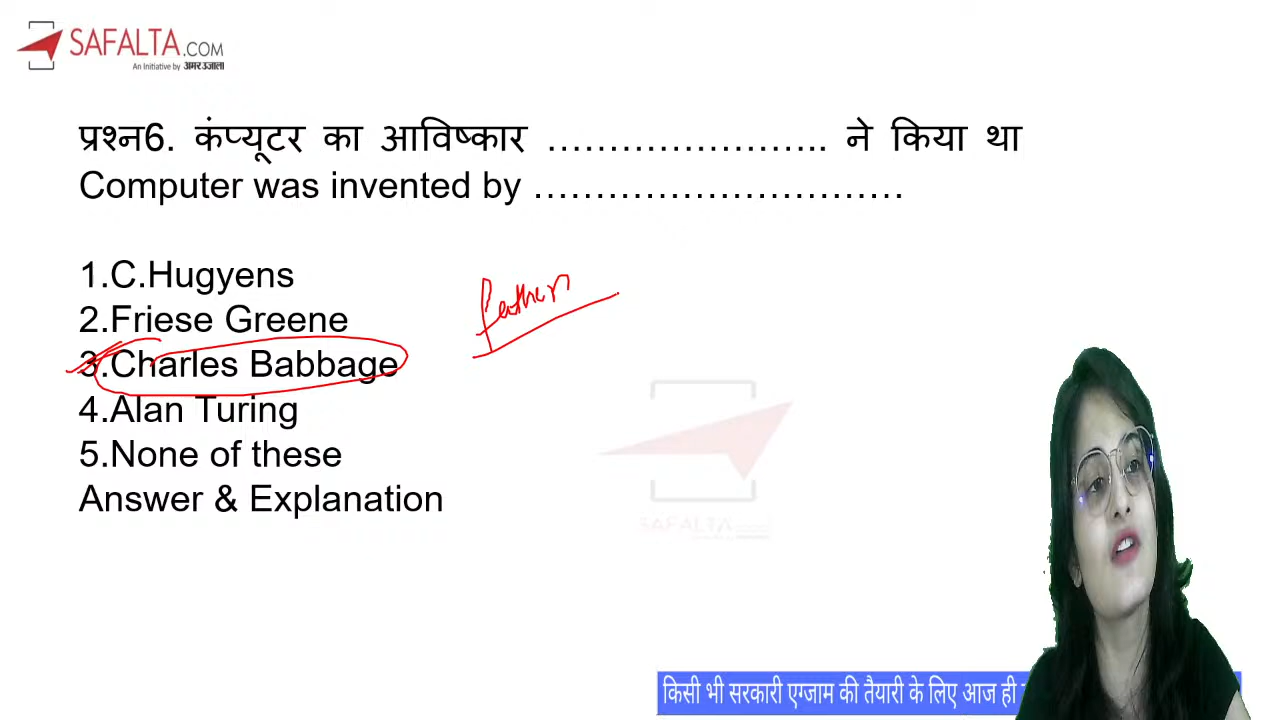 SAFALTA.COM
An Initiative by अमर उजाला
प्रश्न6. कंप्यूटर का आविष्कार …………………….. ने किया था
Computer was invented by …………………………
1.C.Hugyens
2.Friese Greene
father
3.Charles Babbage
4.Alan Turing
5.None of these
Answer & Explanation
SAFALTA
किसी भी सरकारी एग्जाम की तैयारी के लिए आज ही